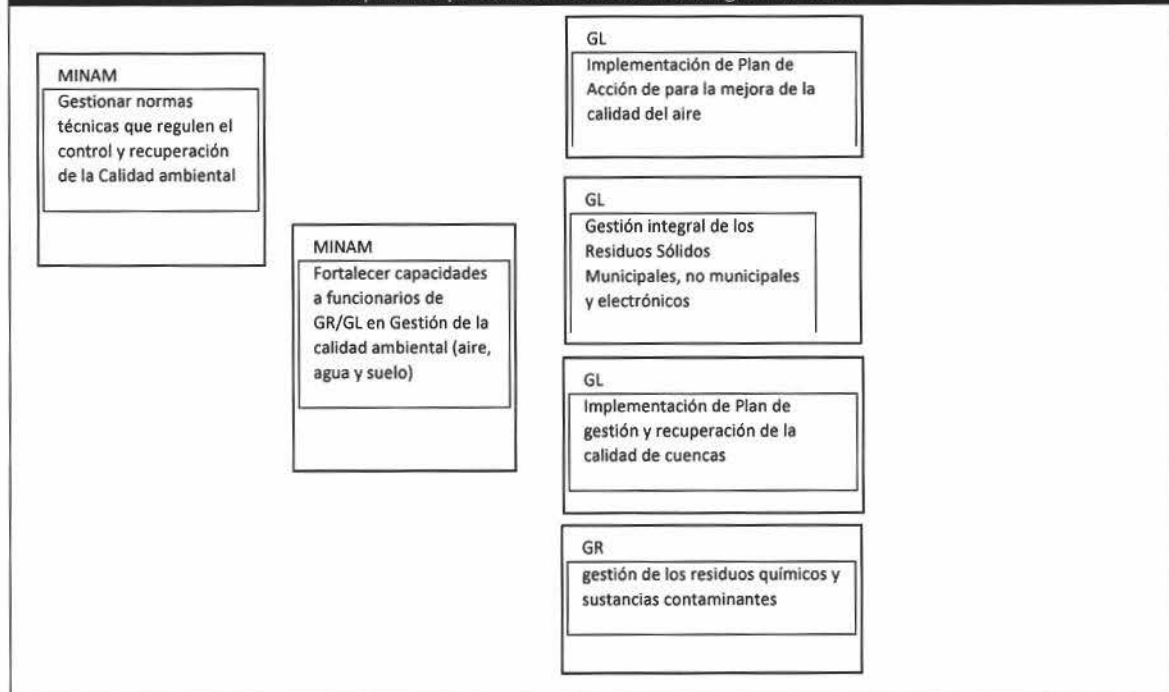 MINAM
Gestionar normas
técnicas que regulen el
control y recuperación
de la Calidad ambiental
MINAM
Fortalecer capacidades
a funcionarios de
GR/GL en Gestión de la
calidad ambiental (aire,
agua y suelo)
GL
Implementación de Plan de
Acción de para la mejora de la
calidad del aire
GL
Gestión integral de los
Residuos Sólidos
Municipales, no municipales
y electrónicos
GL
Implementación de Plan de
gestión y recuperación de la
calidad de cuencas
GR
gestión de los residuos químicos y
sustancias contaminantes